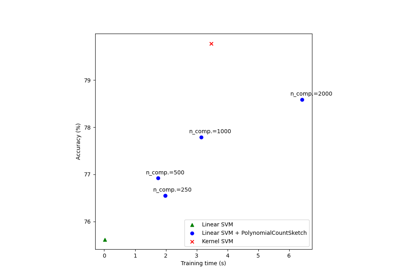 n_comp.=2000
79
n_comp.=1000
78
n_comp.=500
77
n_comp.=250
76
Accuracy (%)
Linear SVM
Linear SVM + PolynomialCountSketch
Kernel SVM
0 1 2 3 4 5 6
Training time (s)